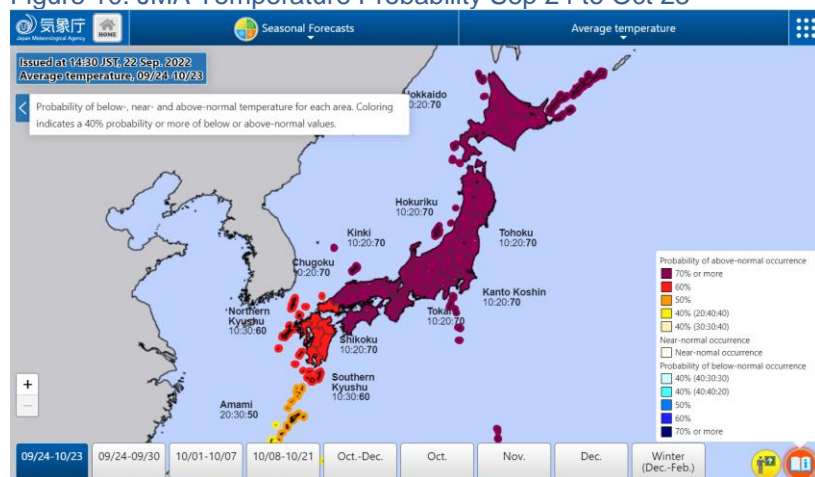 Figure 10: JMA Temperature Probability Sep 24 to Oct 23
気象庁
Japan Meteorological Agency
HOME
Seasonal Forecasts
Average temperature
Issued at 14:30 JST, 22 Sep. 2022
Average temperature, 09/24-10/23
Probability of below-, near- and above-normal temperature for each area. Coloring
indicates a 40% probability or more of below or above-normal values.
Hokkaido
10:20:70
Hokuriku
10:20:70
Kinki
10:20:70
Tohoku
10:20:70
Chugoku
10:20:70
Kanto Koshin
10:20:70
Northern
Kyushu
10:30:60
Tokai
10:20:70
Shikoku
10:20:70
Southern
Kyushu
10:30:60
Amami
20:30:50
Probability of above-normal occurrence
70% or more
60%
50%
40% (20:40:40)
40% (30:30:40)
Near-normal occurrence
Near-nomal occurrence
Probability of below-normal occurrence
40% (40:30:30)
40% (40:40:20)
50%
60%
70% or more
+
−
09/24-10/23
09/24-09/30
10/01-10/07
10/08-10/21
Oct.-Dec.
Oct.
Nov.
Dec.
Winter
(Dec.-Feb.)